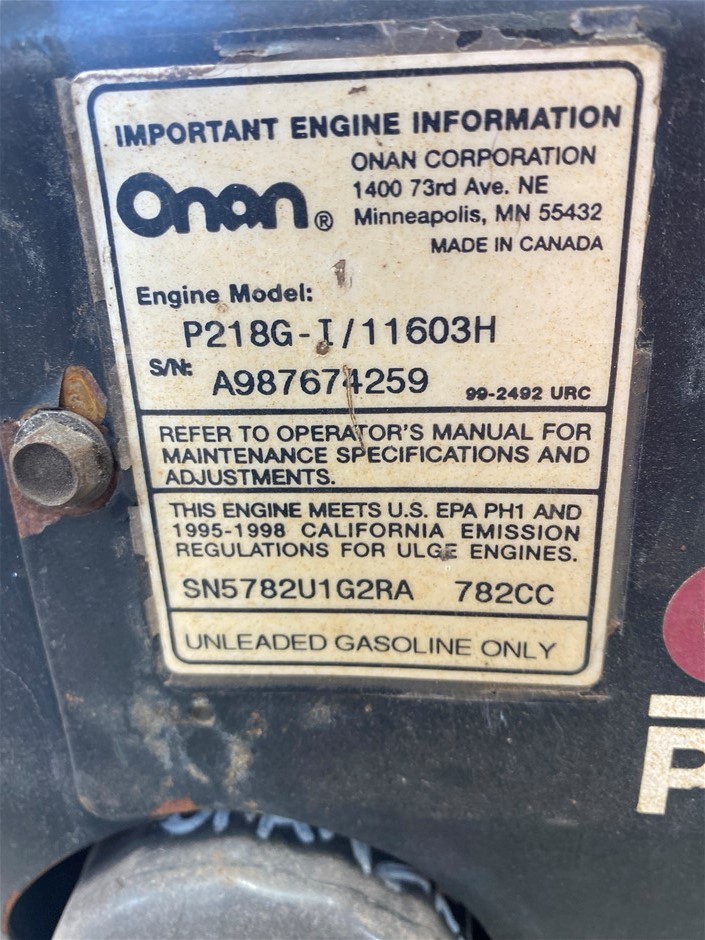 IMPORTANT ENGINE INFORMATION
Onan®
ONAN CORPORATION
1400 73rd Ave. NE
Minneapolis, MN 55432
MADE IN CANADA
Engine Model:
P218G-I/11603H
S/N: A987674259
99-2492 URC
REFER TO OPERATOR'S MANUAL FOR
MAINTENANCE SPECIFICATIONS AND
ADJUSTMENTS.
THIS ENGINE MEETS U.S. EPA PH1 AND
1995-1998 CALIFORNIA EMISSION
REGULATIONS FOR ULGE ENGINES.
SN5782U1G2RA 782CC
UNLEADED GASOLINE ONLY
P